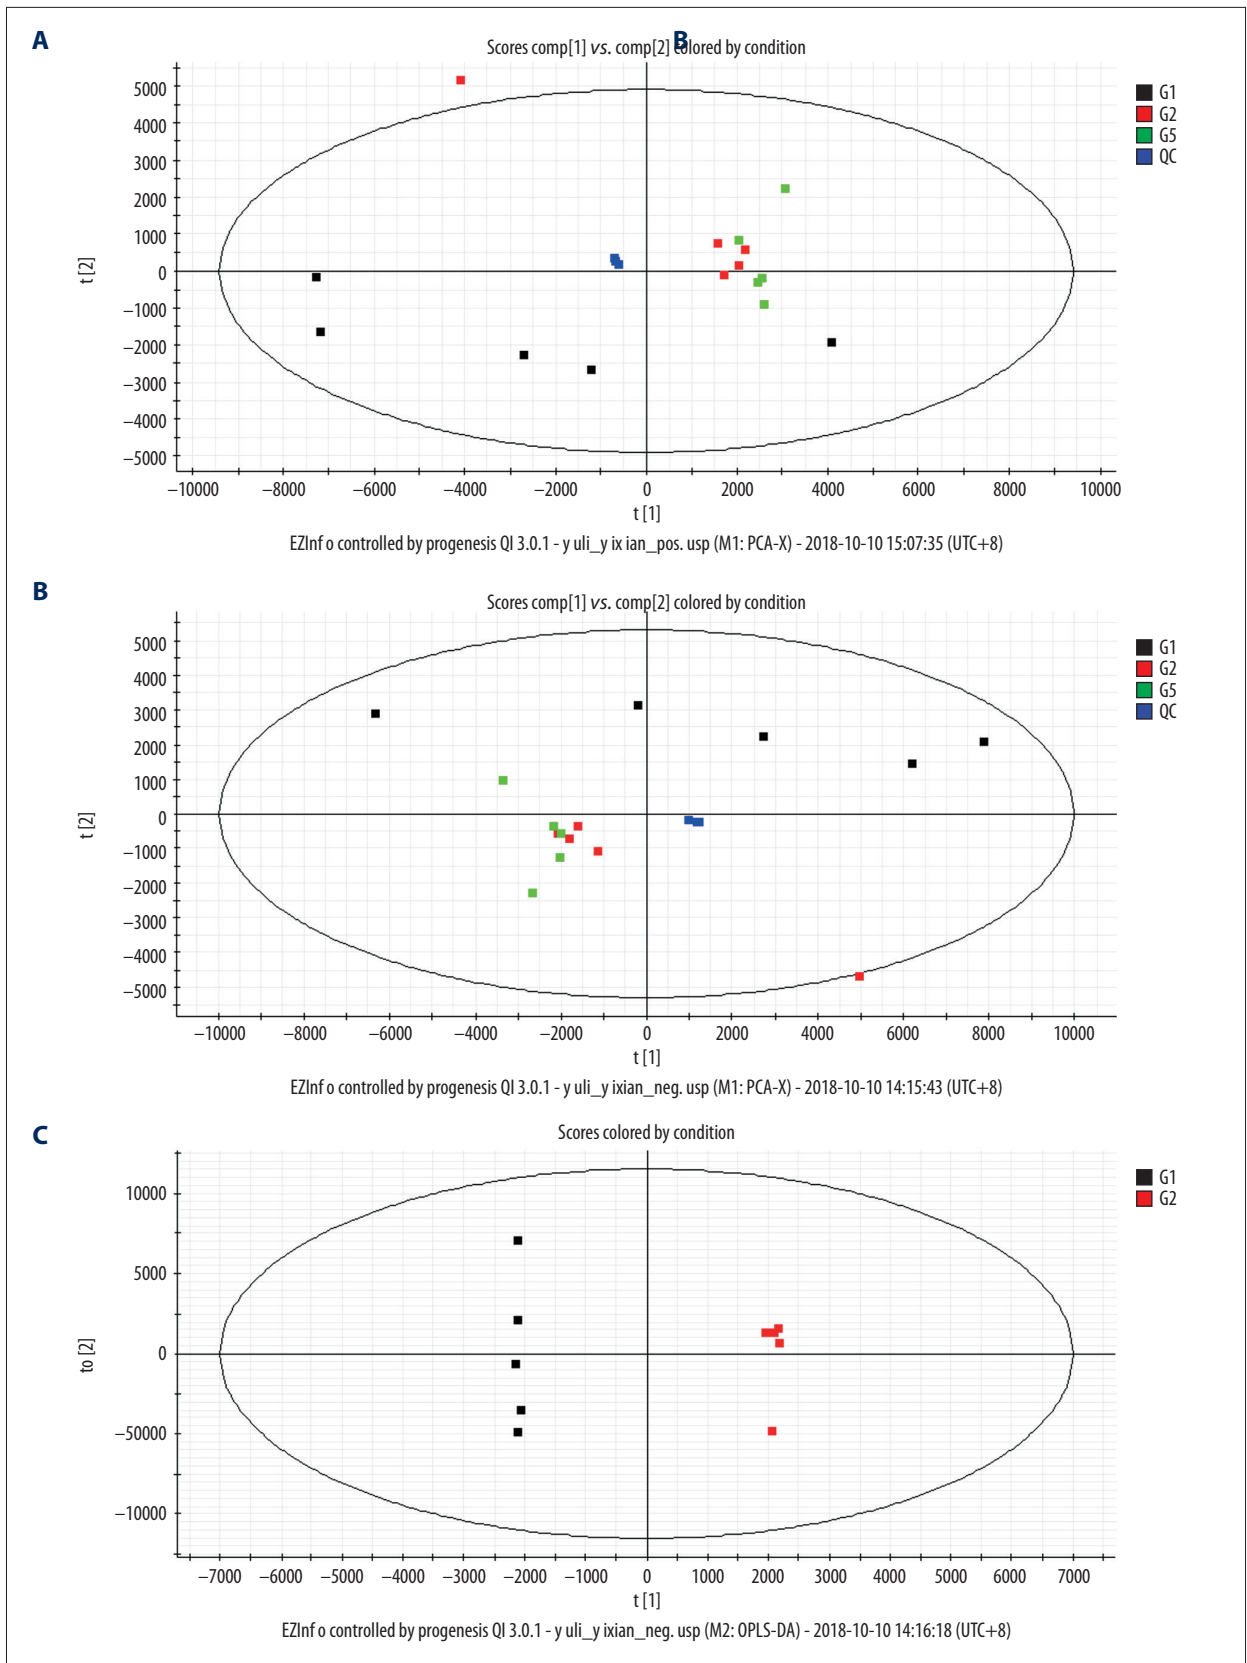 A
Scores comp[1] vs. comp[2] colored by condition
B
5000
4000
3000
2000
1000
0
−1000
−2000
−3000
−4000
−5000
t [2]
G1
G2
G5
QC
−10000 −8000 −6000 −4000 −2000 0 2000 4000 6000 8000 10000
t [1]
EZInf o controlled by progenesis QI 3.0.1 - y uli_y ix ian_pos. usp (M1: PCA-X) - 2018-10-10 15:07:35 (UTC+8)
B
Scores comp[1] vs. comp[2] colored by condition
5000
4000
3000
2000
1000
0
−1000
−2000
−3000
−4000
−5000
t [2]
G1
G2
G5
QC
−10000 −8000 −6000 −4000 −2000 0 2000 4000 6000 8000 10000
t [1]
EZInf o controlled by progenesis QI 3.0.1 - y uli_y ixian_neg. usp (M1: PCA-X) - 2018-10-10 14:15:43 (UTC+8)
C
Scores colored by condition
10000
5000
0
−50000
−10000
to [2]
G1
G2
−7000 −6000 −5000 −4000 −3000 −2000 −1000 0 1000 2000 3000 4000 5000 6000 7000
t [1]
EZInf o controlled by progenesis QI 3.0.1 - y uli_y ixian_neg. usp (M2: OPLS-DA) - 2018-10-10 14:16:18 (UTC+8)